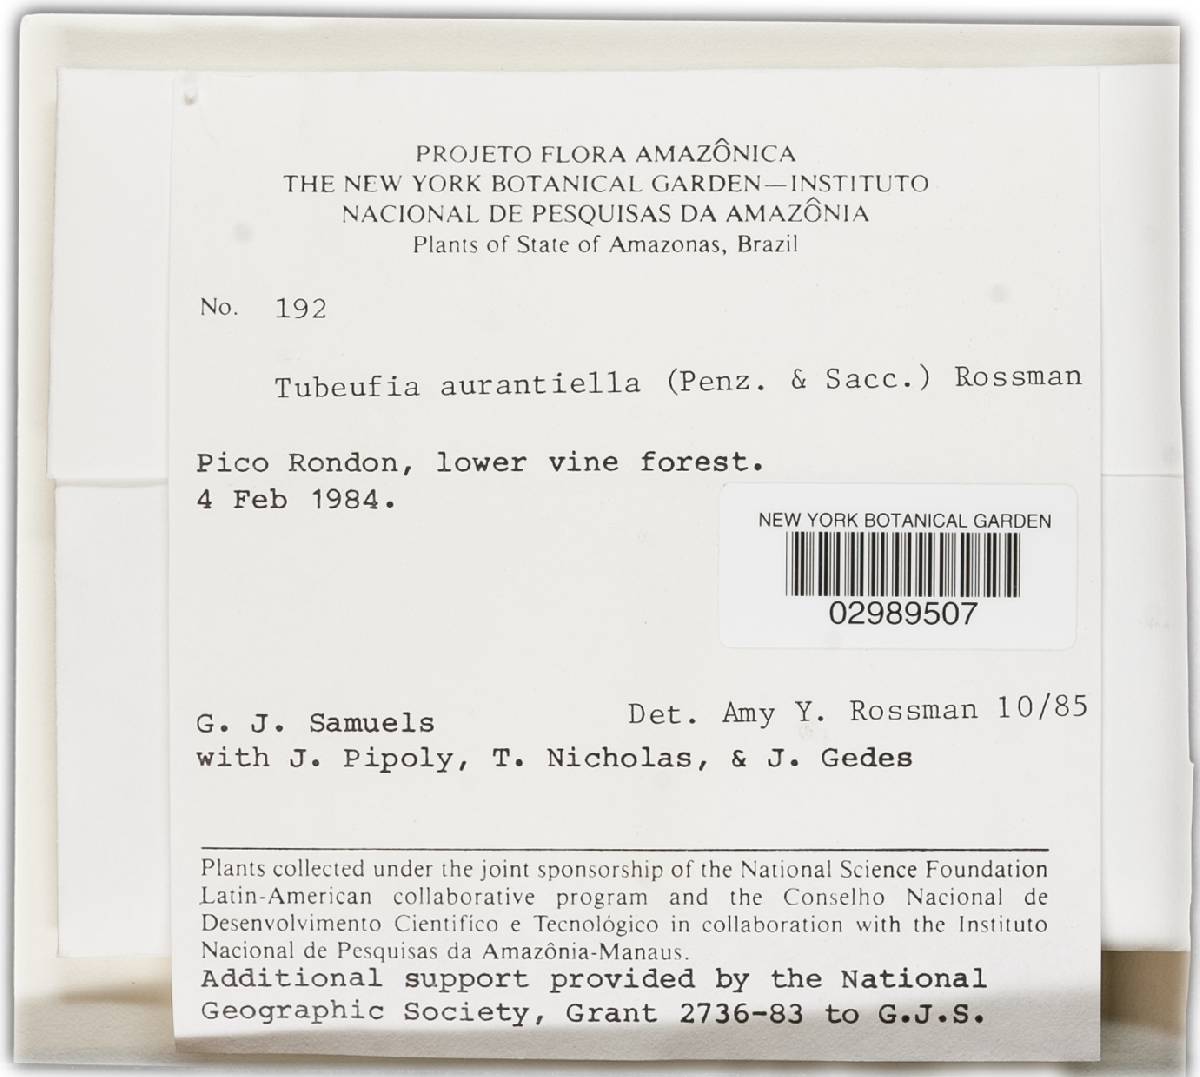 PROJETO FLORA AMAZÔNICA
THE NEW YORK BOTANICAL GARDEN—INSTITUTO
NACIONAL DE PESQUISAS DA AMAZÔNIA
Plants of State of Amazonas, Brazil
No. 192
Tubeufia aurantiella (Penz. & Sacc.) Rossman
Pico Rondon, lower vine forest.
4 Feb 1984.
NEW YORK BOTANICAL GARDEN
02989507
G. J. Samuels
Det. Amy Y. Rossman 10/85
with J. Pipoly, T. Nicholas, & J. Gedes
Plants collected under the joint sponsorship of the National Science Foundation
Latin-American collaborative program and the Conselho Nacional de
Desenvolvimento Cientifíco e Tecnológico in collaboration with the Instituto
Nacional de Pesquisas da Amazônia-Manaus.
Additional support provided by the National
Geographic Society, Grant 2736-83 to G.J.S.